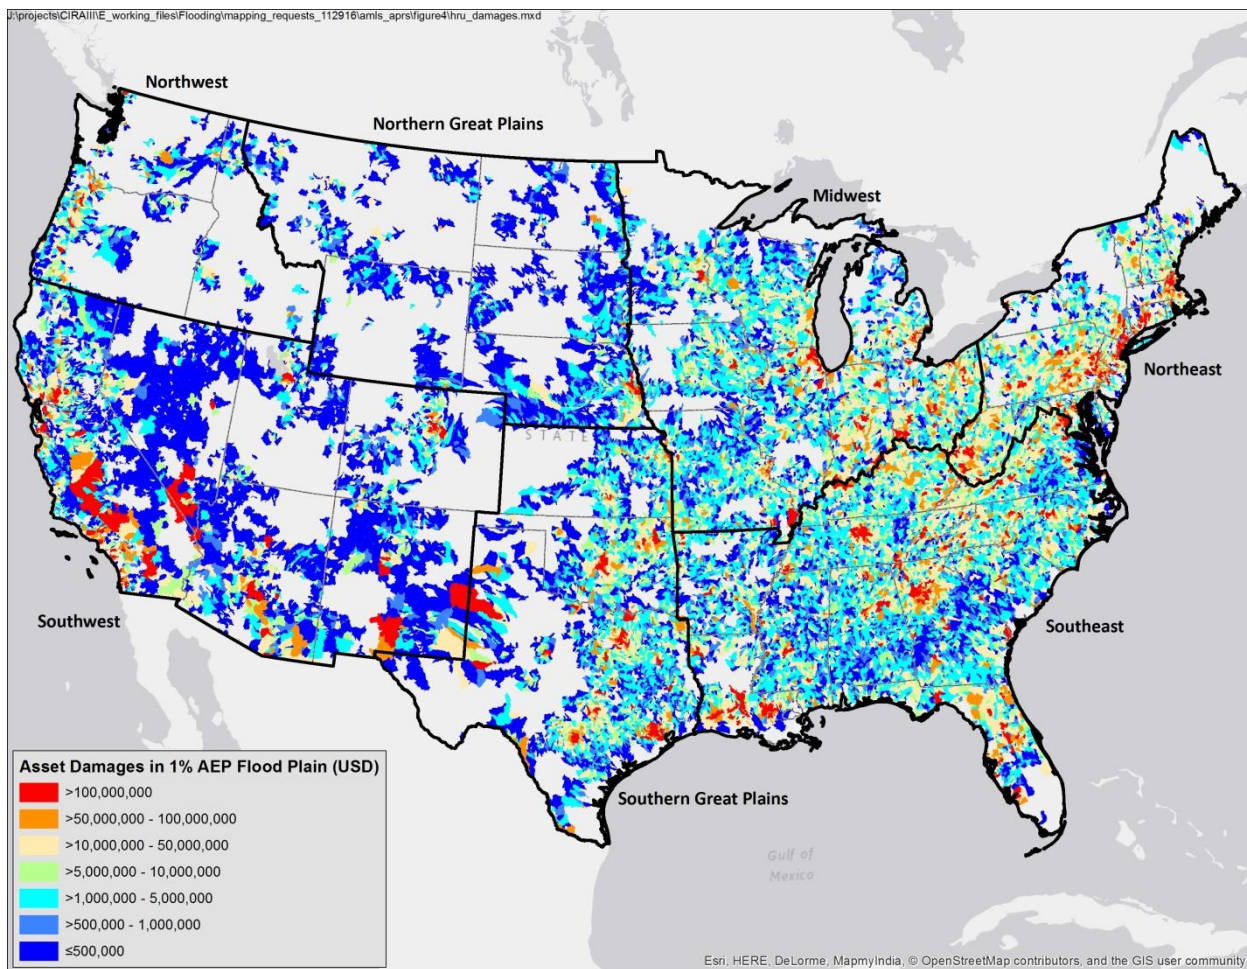 J:\projects\CIRAIII\E_working_files\Flooding\mapping_requests_112916\amls_aprs\figure4\hru_damages.mxd
Northwest
Northern Great Plains
Midwest
Northeast
STATE
Southwest
Southeast
Southern Great Plains
Gulf of
Mexico
Asset Damages in 1% AEP Flood Plain (USD)
>100,000,000
>50,000,000 - 100,000,000
>10,000,000 - 50,000,000
>5,000,000 - 10,000,000
>1,000,000 - 5,000,000
>500,000 - 1,000,000
≤500,000
Esri, HERE, DeLorme, MapmyIndia, © OpenStreetMap contributors, and the GIS user community